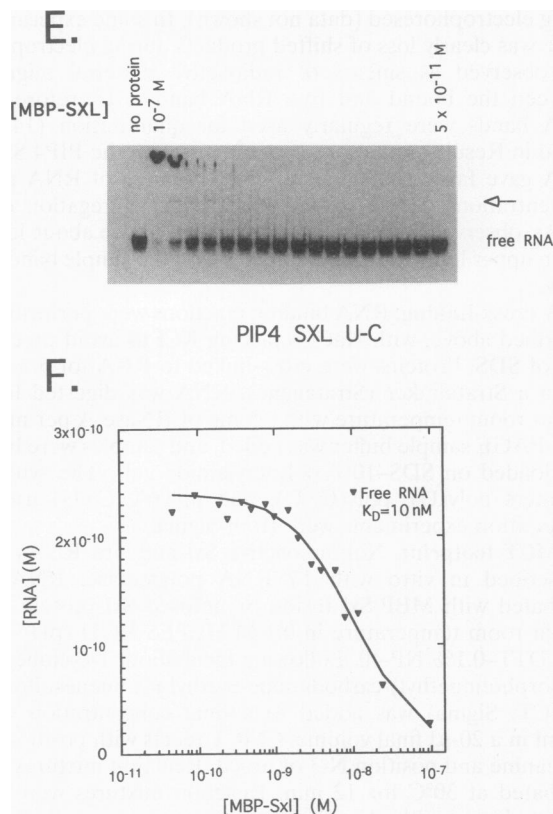 E.
[MBP-SXL]
no protein
10⁻⁷ M
5 x 10⁻¹¹ M
free RNA
PIP4 SXL U-C
F.
3x10⁻¹⁰
2x10⁻¹⁰
1x10⁻¹⁰
0
[RNA] (M)
Free RNA
K_D=10 nM
10⁻¹¹ 10⁻¹⁰ 10⁻⁹ 10⁻⁸ 10⁻⁷
[MBP-Sxl] (M)